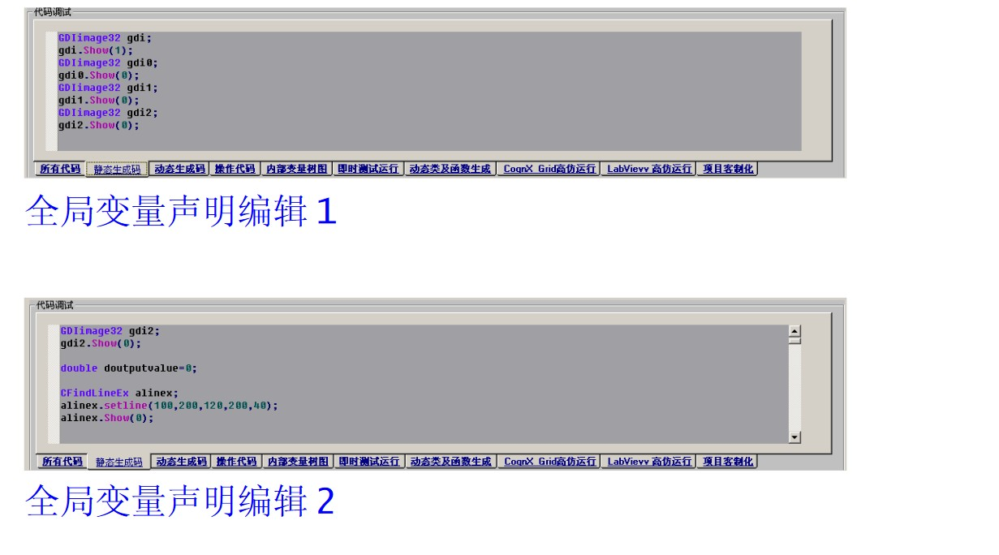 代码调试
GDIimage32 gdi;
gdi.Show(1);
GDIimage32 gdi0;
gdi0.Show(0);
GDIimage32 gdi1;
gdi1.Show(0);
GDIimage32 gdi2;
gdi2.Show(0);
所有代码 静态生成码 动态生成码 操作代码 内部变量树图 即时测试运行 动态类及函数生成 CognX Grid高仿运行 LabVievv 高仿运行 项目客制化
全局变量声明编辑 1
代码调试
GDIimage32 gdi2;
gdi2.Show(0);
double doutputvalue=0;
CFindLineEx alinex;
alinex.setline(100,200,120,200,40);
alinex.Show(0);
所有代码 静态生成码 动态生成码 操作代码 内部变量树图 即时测试运行 动态类及函数生成 CognX Grid高仿运行 LabVievv 高仿运行 项目客制化
全局变量声明编辑 2